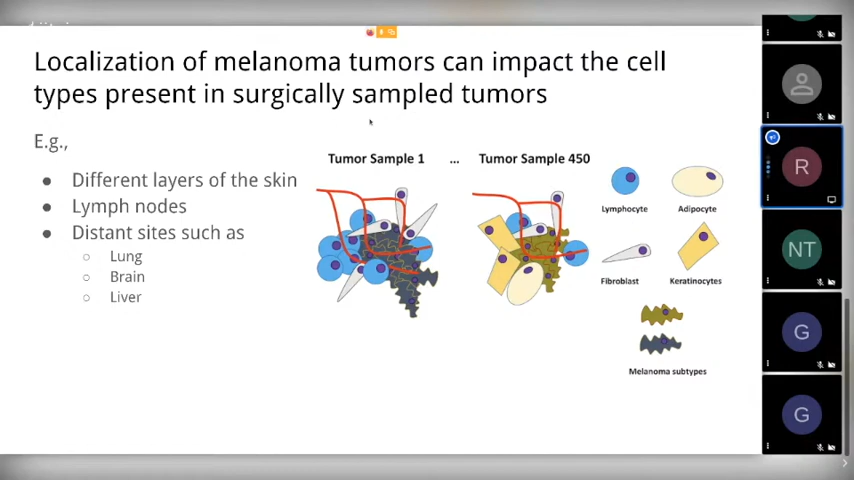 Localization of melanoma tumors can impact the cell
types present in surgically sampled tumors
E.g.,
● Different layers of the skin
● Lymph nodes
● Distant sites such as
○ Lung
○ Brain
○ Liver
Tumor Sample 1 ... Tumor Sample 450
Lymphocyte
Adipocyte
Fibroblast
Keratinocytes
Melanoma subtypes
R
NT
G
G